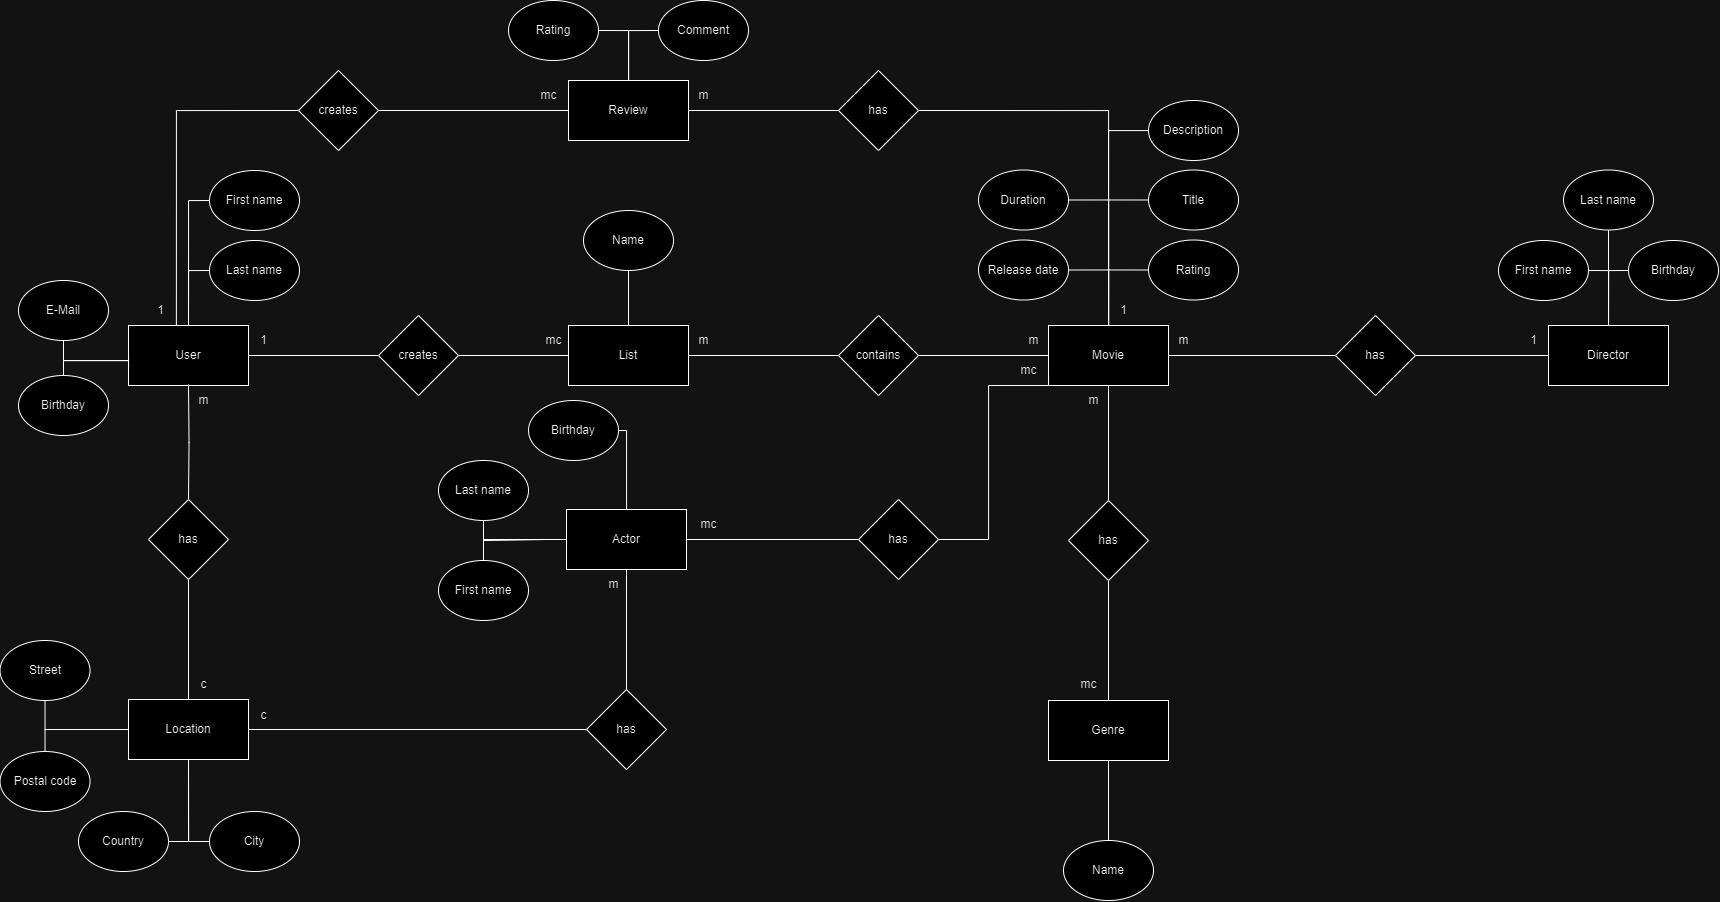 Rating
Comment
mc
Review
m
creates
has
Description
First name
Duration
Title
Last name
Last name
Name
Release date
Rating
First name
Birthday
E-Mail
1
1
User
1
creates
mc
List
m
contains
m
Movie
m
has
1
Director
mc
Birthday
m
m
Birthday
Last name
mc
has
Actor
has
has
First name
m
Street
c
mc
Location
c
has
Genre
Postal code
Country
City
Name